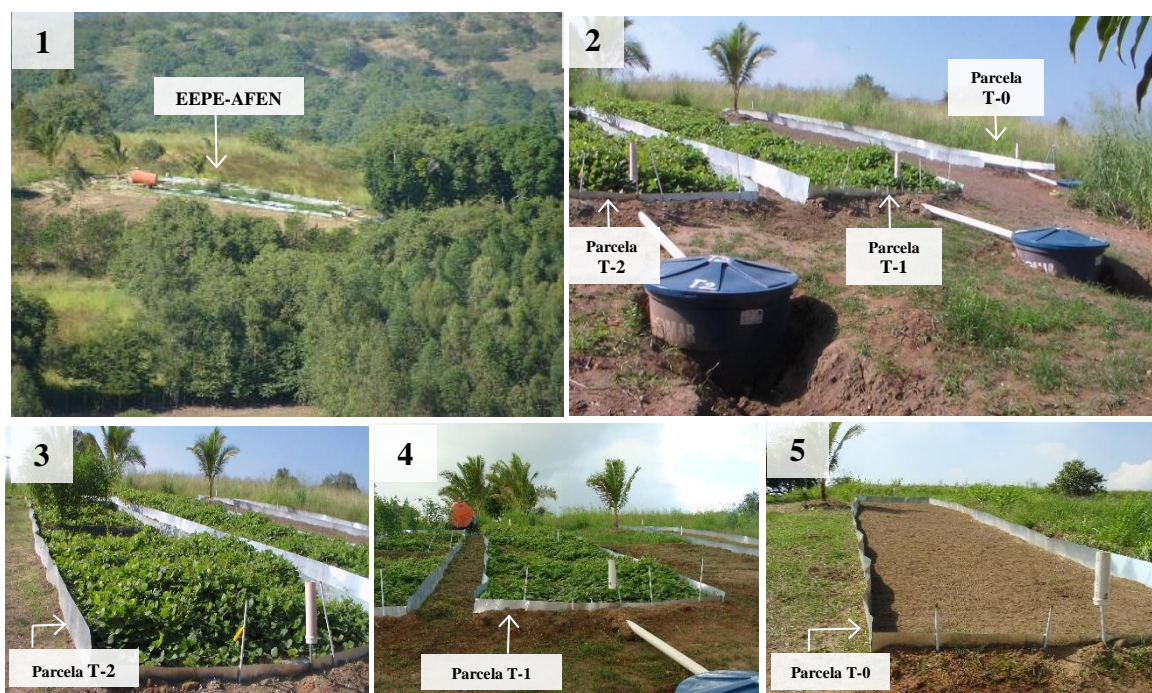 1
EEPE-AFEN
2
Parcela
T-0
Parcela
T-2
Parcela
T-1
T2
3
Parcela T-2
4
Parcela T-1
5
Parcela T-0